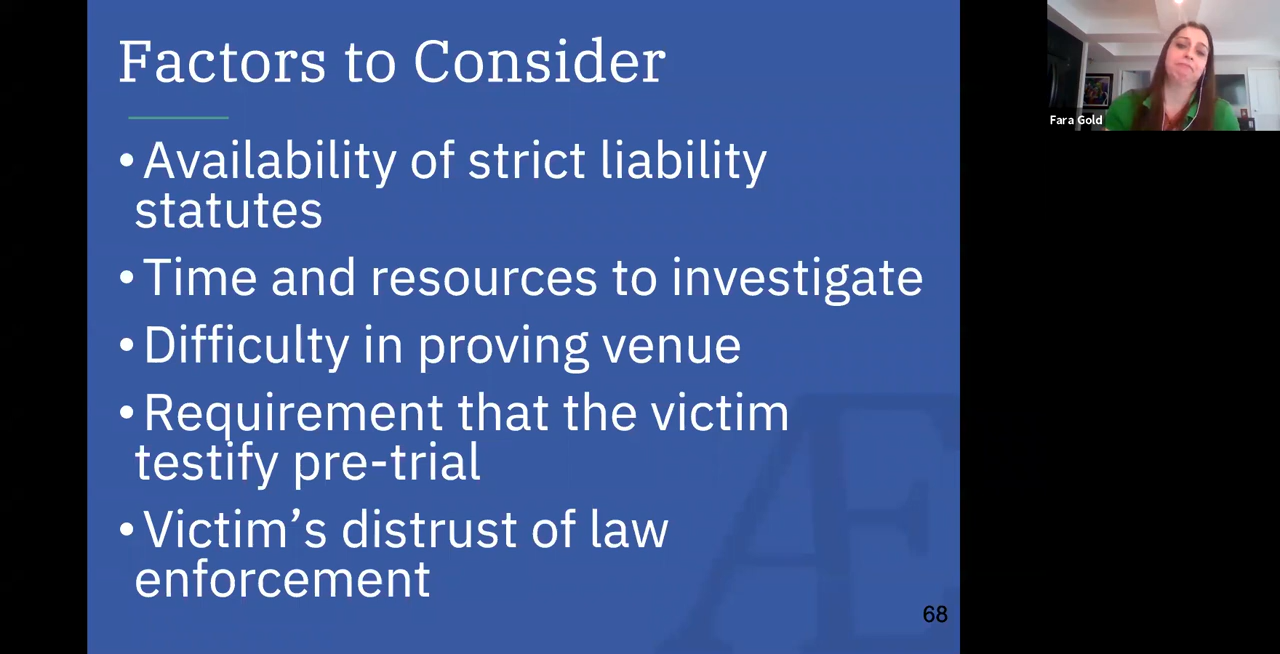 Factors to Consider
• Availability of strict liability
statutes
• Time and resources to investigate
• Difficulty in proving venue
• Requirement that the victim
testify pre-trial
• Victim’s distrust of law
enforcement
68
Æ
Fara Gold